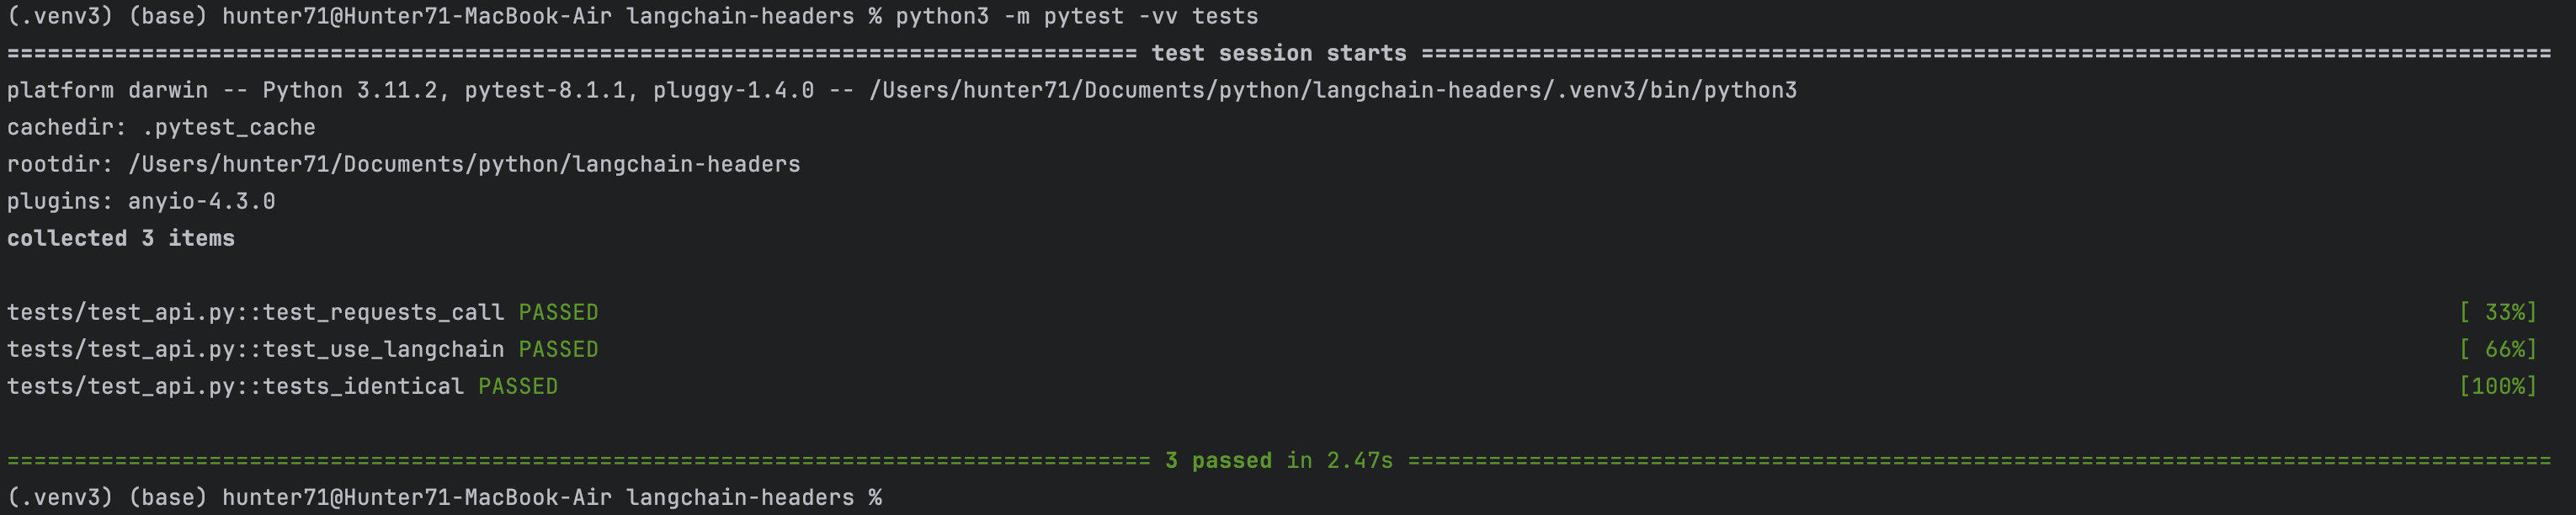 (.venv3) (base) hunter71@Hunter71-MacBook-Air langchain-headers % python3 -m pytest -vv tests
==================================================================================== test session starts ====================================================================================
platform darwin -- Python 3.11.2, pytest-8.1.1, pluggy-1.4.0 -- /Users/hunter71/Documents/python/langchain-headers/.venv3/bin/python3
cachedir: .pytest_cache
rootdir: /Users/hunter71/Documents/python/langchain-headers
plugins: anyio-4.3.0
collected 3 items
tests/test_api.py::test_requests_call PASSED [ 33%]
tests/test_api.py::test_use_langchain PASSED [ 66%]
tests/test_api.py::tests_identical PASSED [100%]
===================================================================================== 3 passed in 2.47s =====================================================================================
(.venv3) (base) hunter71@Hunter71-MacBook-Air langchain-headers %